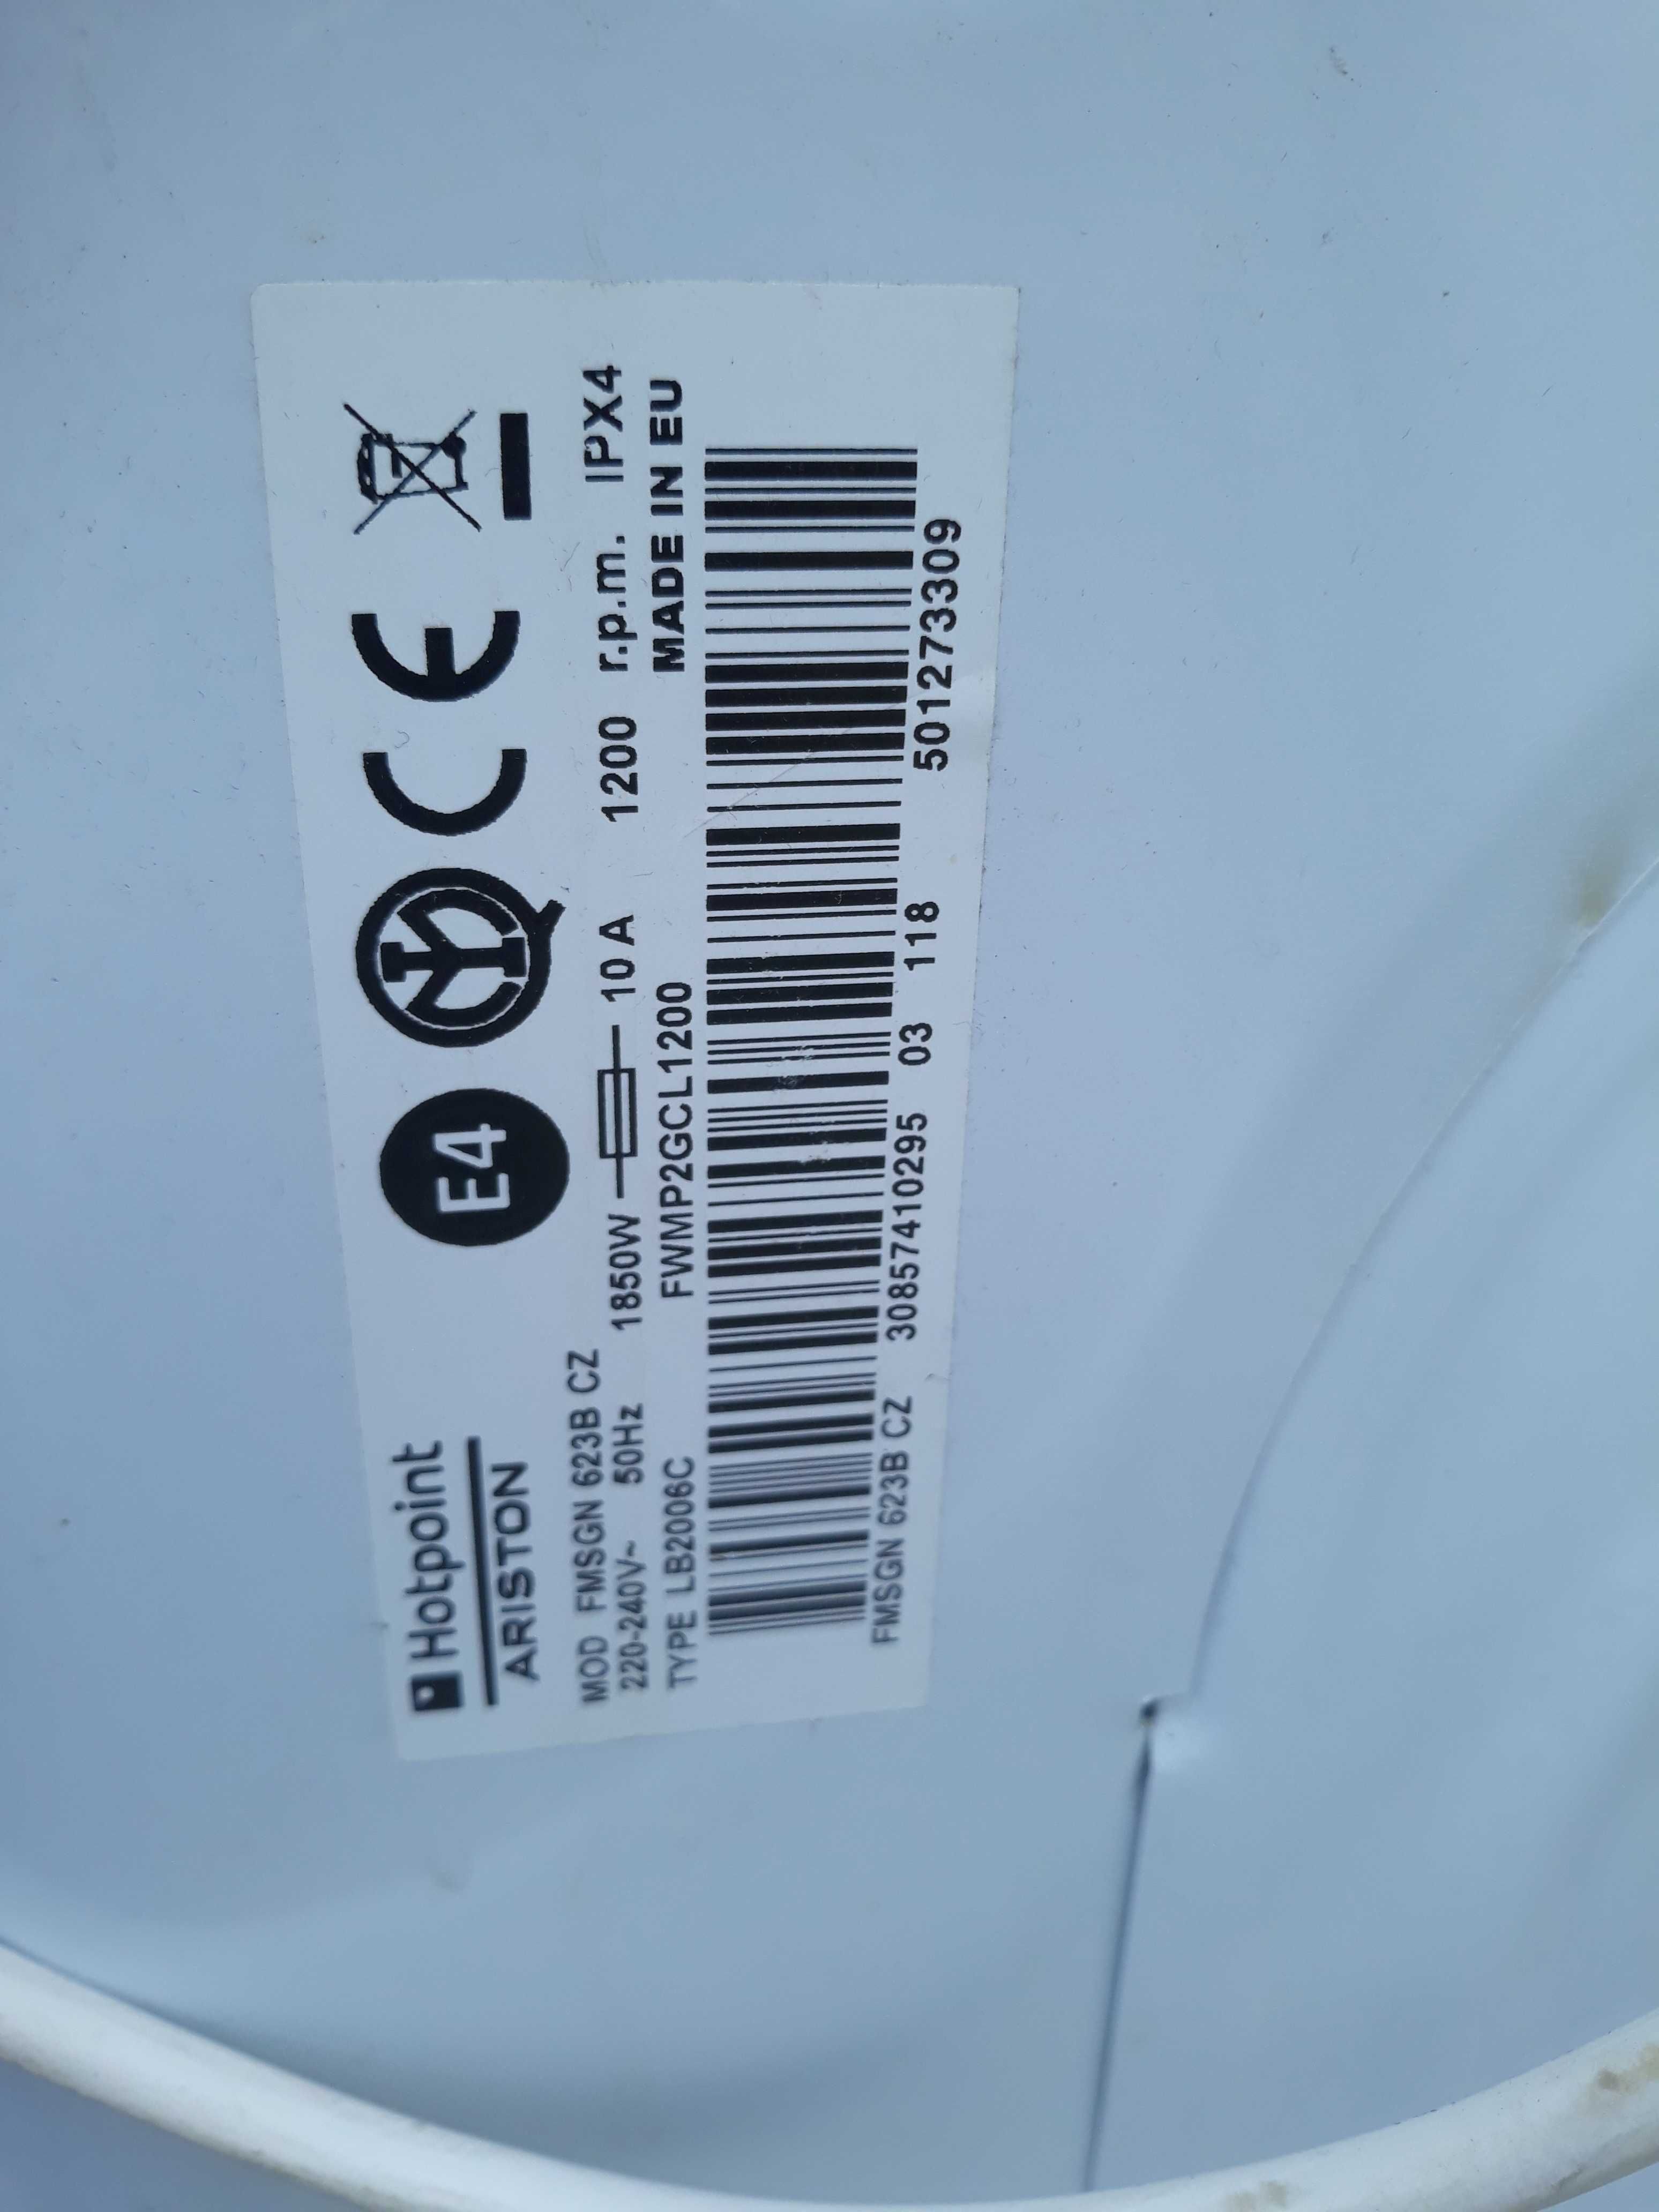 Hotpoint
ARISTON
E4
MOD FMSGN 623B CZ
220-240V~ 50Hz 1850W 10 A 1200 r.p.m. IPX4
TYPE LB2006C FWMP2GCL1200 MADE IN EU
FMSGN 623B CZ 30857410295 03 118 501273309